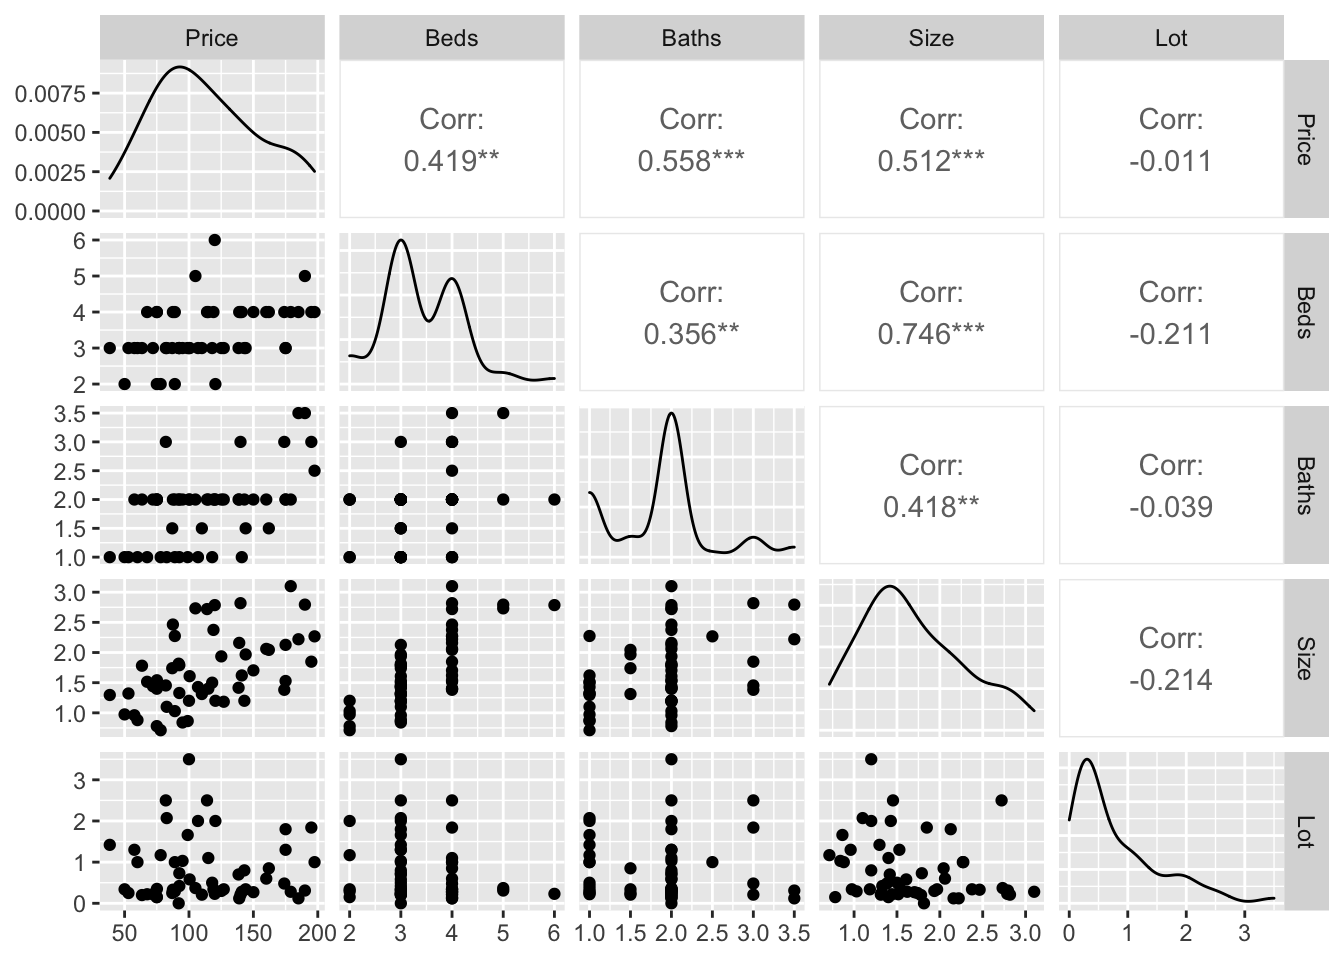 Price Beds Baths Size Lot
0.0075
0.0050
0.0025
0.0000
Corr:
0.419**
Corr:
0.558***
Corr:
0.512***
Corr:
-0.011
Price
6
5
4
3
2
Corr:
0.356**
Corr:
0.746***
Corr:
-0.211
Beds
3.5
3.0
2.5
2.0
1.5
1.0
Corr:
0.418**
Corr:
-0.039
Baths
3.0
2.5
2.0
1.5
1.0
Corr:
-0.214
Size
3
2
1
0
Lot
50 100 150 200 2 3 4 5 6 1.0 1.5 2.0 2.5 3.0 3.5 1.0 1.5 2.0 2.5 3.0 0 1 2 3